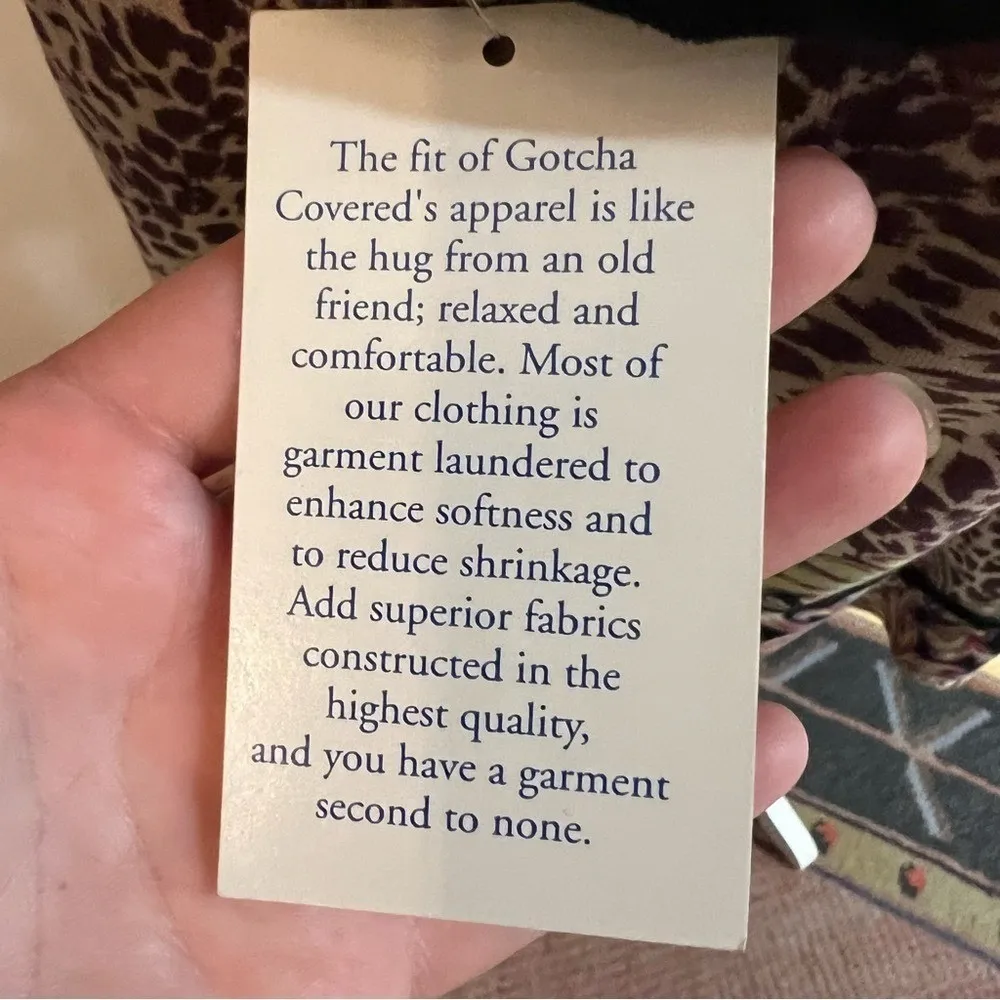 The fit of Gotcha
Covered's apparel is like
the hug from an old
friend; relaxed and
comfortable. Most of
our clothing is
garment laundered to
enhance softness and
to reduce shrinkage.
Add superior fabrics
constructed in the
highest quality,
and you have a garment
second to none.